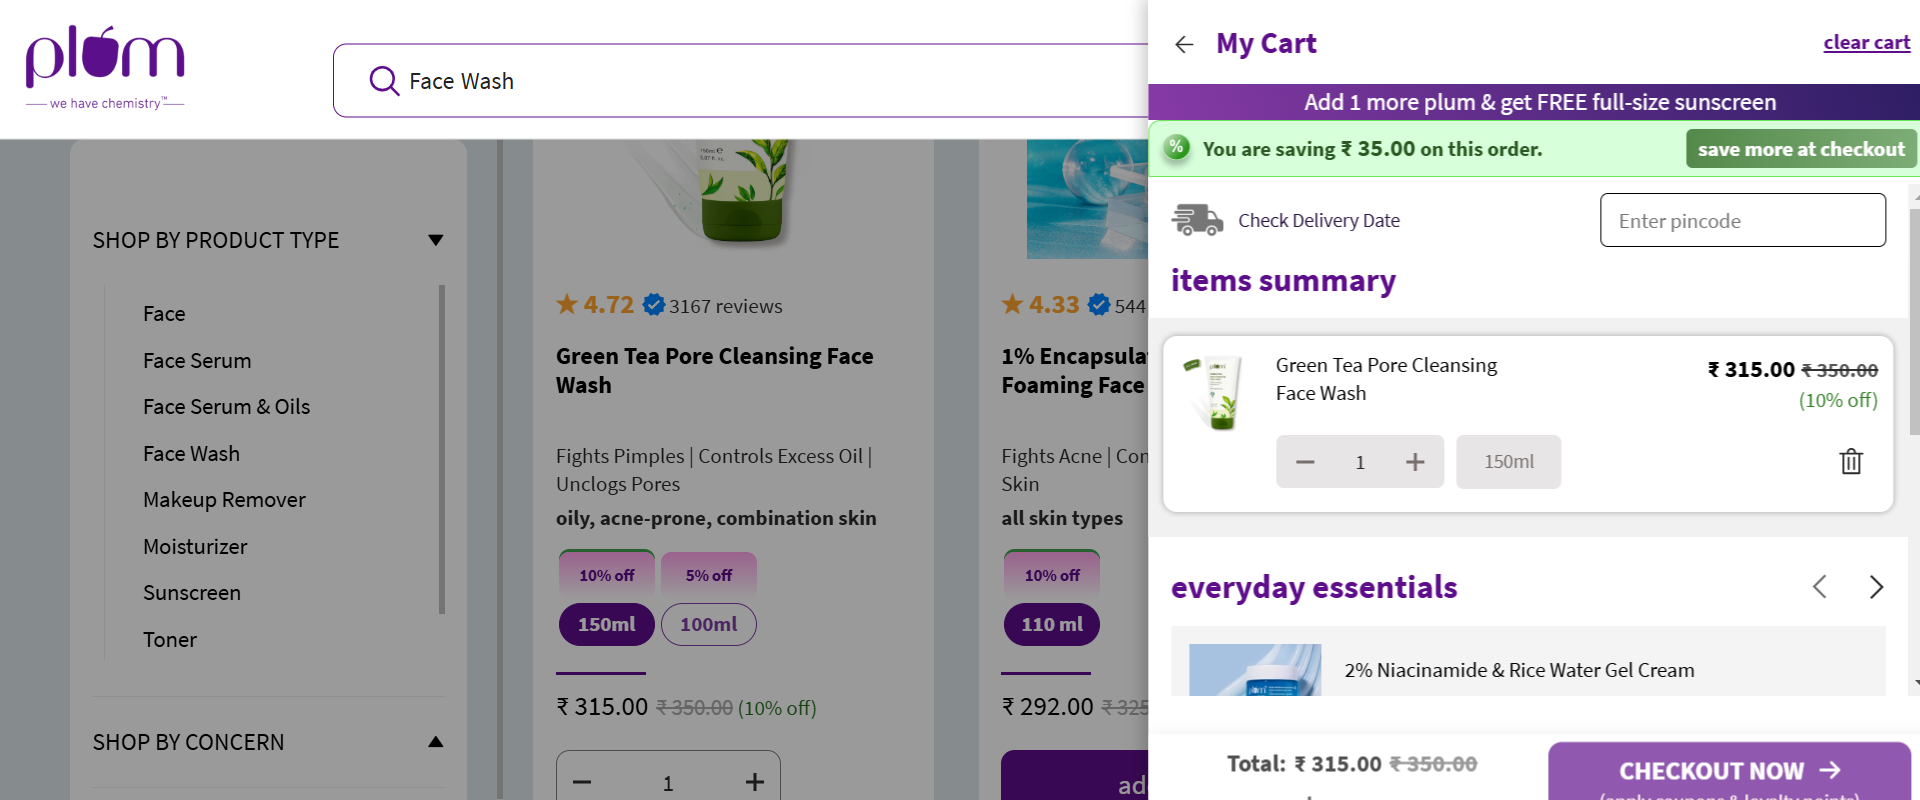 plum
we have chemistry™
Face Wash
SHOP BY PRODUCT TYPE
Face
Face Serum
Face Serum & Oils
Face Wash
Makeup Remover
Moisturizer
Sunscreen
Toner
SHOP BY CONCERN
150ml e
4.72 3167 reviews
Green Tea Pore Cleansing Face
Wash
Fights Pimples | Controls Excess Oil |
Unclogs Pores
oily, acne-prone, combination skin
10% off 5% off
150ml 100ml
₹ 315.00 ₹ 350.00 (10% off)
1
4.33 544
1% Encapsula
Foaming Face
Fights Acne | Con
Skin
all skin types
10% off
110 ml
₹ 292.00 ₹ 325
ad
My Cart
clear cart
Add 1 more plum & get FREE full-size sunscreen
% You are saving ₹ 35.00 on this order.
save more at checkout
Check Delivery Date
Enter pincode
items summary
plum
Green Tea Pore Cleansing
Face Wash
₹ 315.00 ₹ 350.00
(10% off)
1
150ml
everyday essentials
plum
2% Niacinamide & Rice Water Gel Cream
Total: ₹ 315.00 ₹ 350.00
CHECKOUT NOW
(apply coupons & loyalty points)